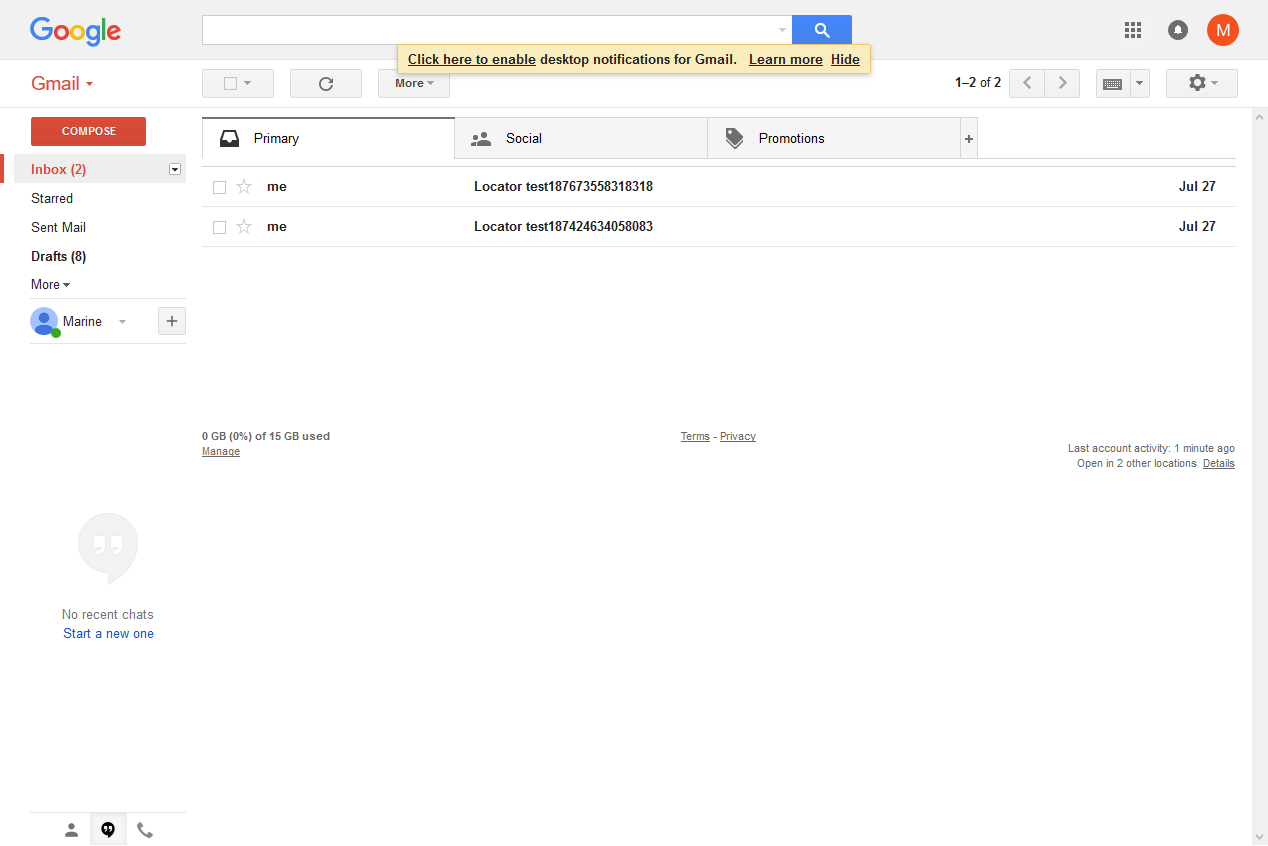 Google
M
Click here to enable desktop notifications for Gmail. Learn more Hide
Gmail
More
1–2 of 2
COMPOSE
Primary
Social
Promotions
+
Inbox (2)
me Locator test187673558318318 Jul 27
Starred
Sent Mail
me Locator test187424634058083 Jul 27
Drafts (8)
More
Marine
0 GB (0%) of 15 GB used
Manage
Terms - Privacy
Last account activity: 1 minute ago
Open in 2 other locations Details
No recent chats
Start a new one